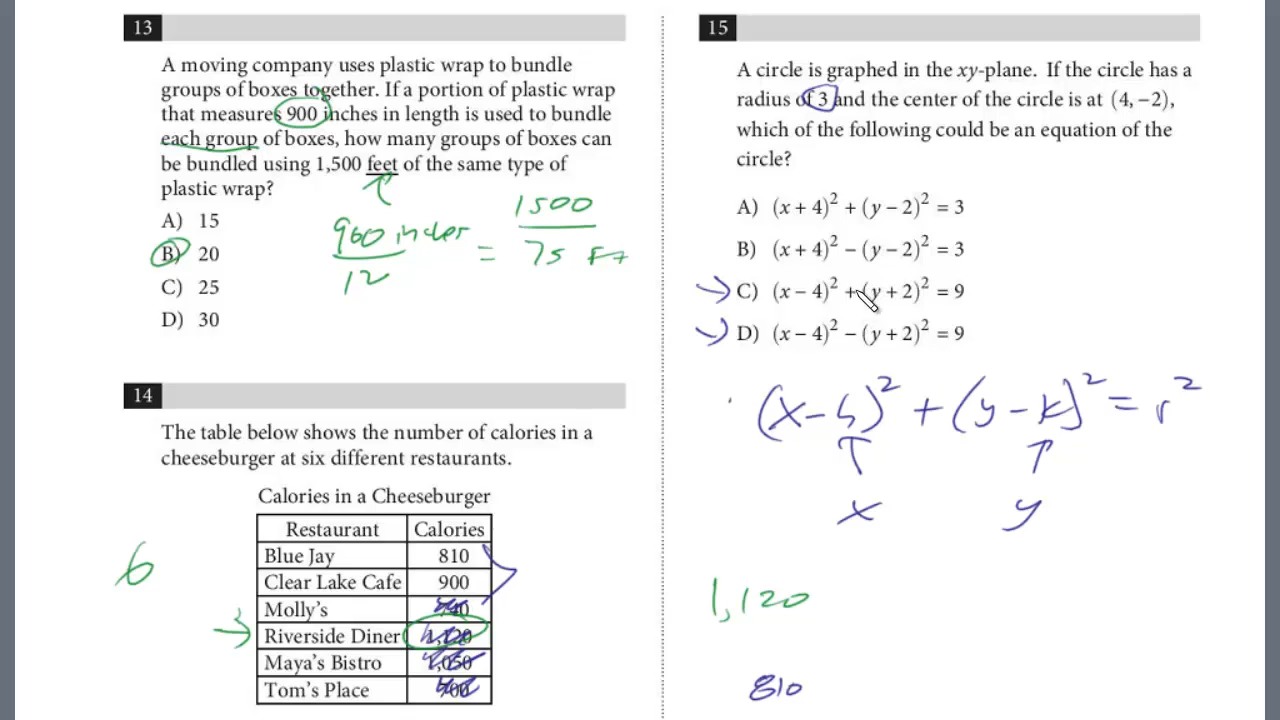 13
A moving company uses plastic wrap to bundle
groups of boxes together. If a portion of plastic wrap
that measures 900 inches in length is used to bundle
each group of boxes, how many groups of boxes can
be bundled using 1,500 feet of the same type of
plastic wrap?
A) 15
B) 20
C) 25
D) 30
900 inches
12
=
1500
75 Ft
14
The table below shows the number of calories in a
cheeseburger at six different restaurants.
Calories in a Cheeseburger
Restaurant Calories
Blue Jay 810
Clear Lake Cafe 900
Molly's
Riverside Diner 1,120
Maya's Bistro 1,050
Tom's Place 700
6
15
A circle is graphed in the xy-plane. If the circle has a
radius of 3 and the center of the circle is at (4, −2),
which of the following could be an equation of the
circle?
A) (x + 4)² + (y − 2)² = 3
B) (x + 4)² − (y − 2)² = 3
C) (x − 4)² + (y + 2)² = 9
D) (x − 4)² − (y + 2)² = 9
(x − h)² + (y − k)² = r²
x y
1,120
810